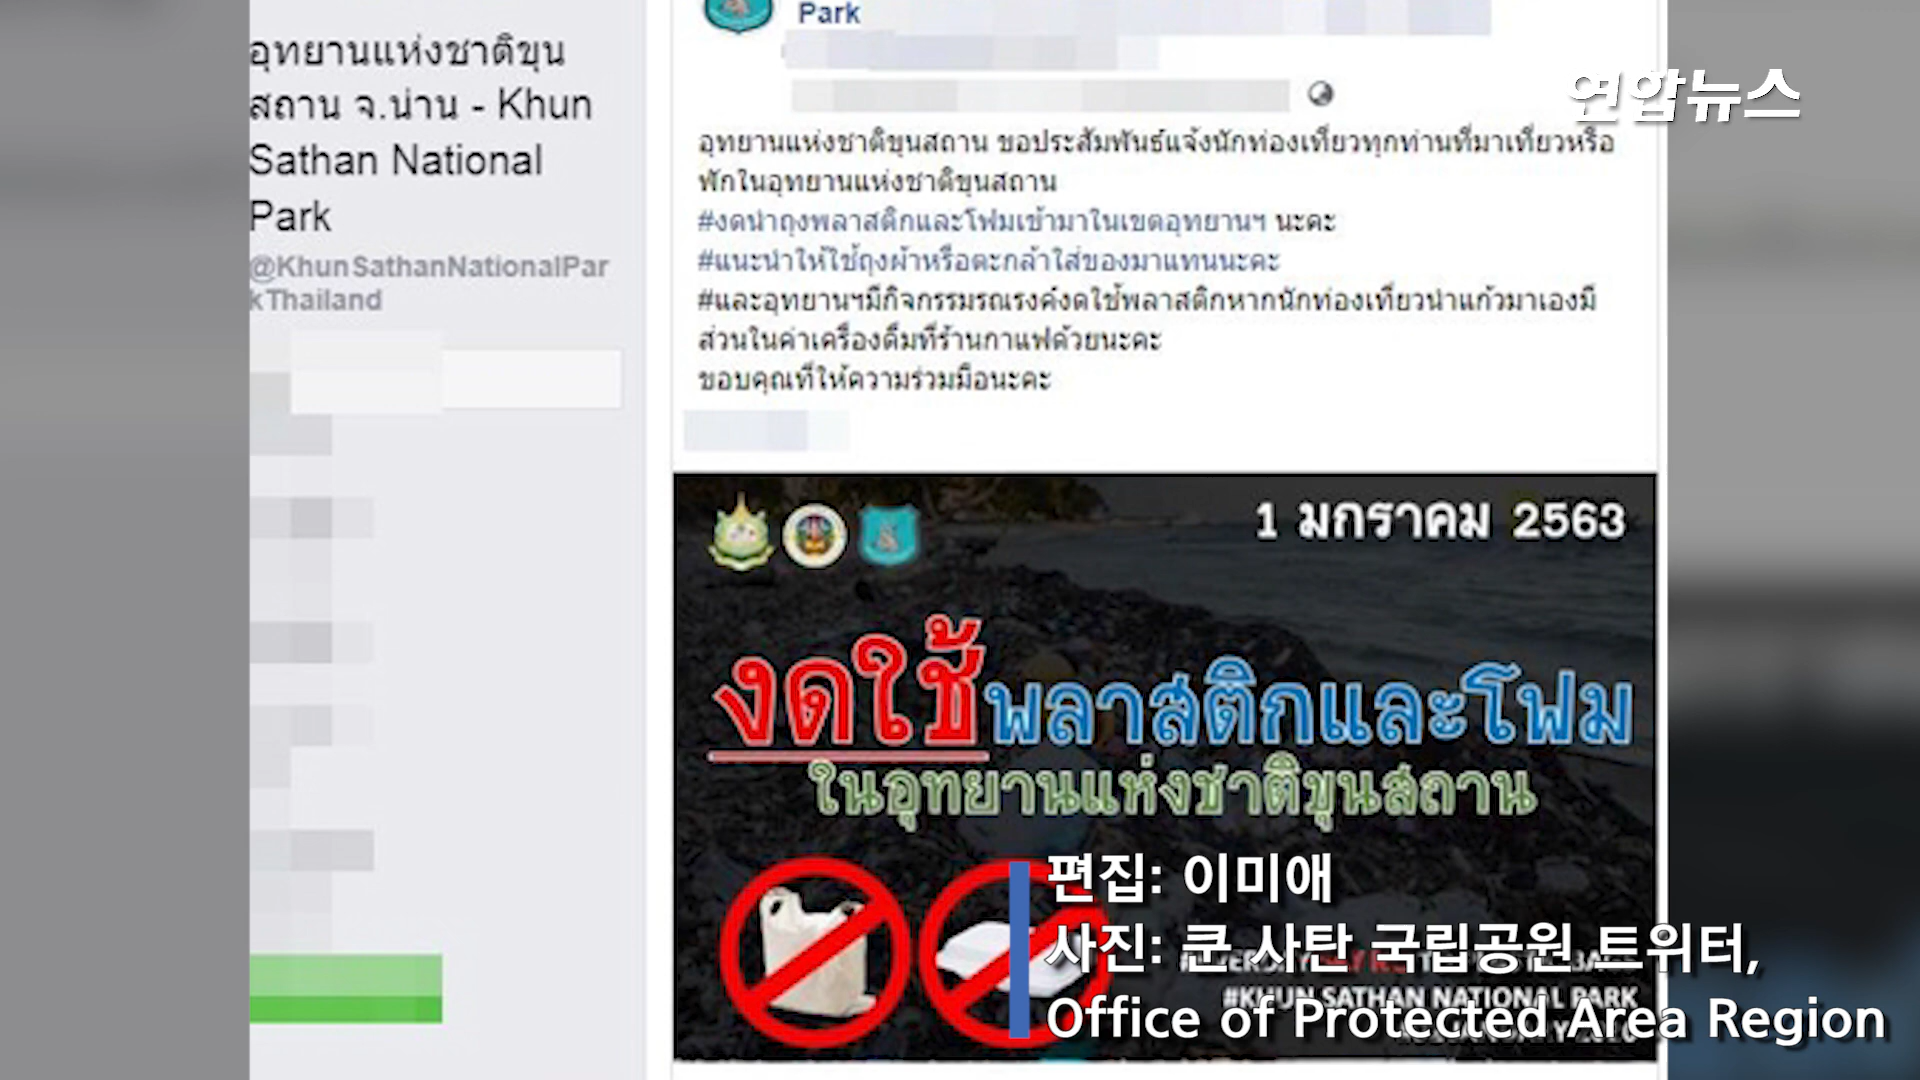 อุทยานแห่งชาติขุน
สถาน จ.น่าน - Khun
Sathan National
Park
@KhunSathanNationalPar
kThailand
Park
연합뉴스
อุทยานแห่งชาติขุนสถาน ขอประสัมพันธ์แจ้งนักท่องเที่ยวทุกท่านที่มาเที่ยวหรือ
พักในอุทยานแห่งชาติขุนสถาน
#งดนำถุงพลาสติกและโฟมเข้ามาในเขตอุทยานฯ นะคะ
#แนะนำให้ใช้ถุงผ้าหรือตะกล้าใส่ของมาแทนนะคะ
#และอุทยานฯมีกิจกรรมรณรงค์งดใช้พลาสติกหากนักท่องเที่ยวนำแก้วมาเองมี
ส่วนในค่าเครื่องดื่มที่ร้านกาแฟด้วยนะคะ
ขอบคุณที่ให้ความร่วมมือนะคะ
1 มกราคม 2563
งดใช้พลาสติกและโฟม
ในอุทยานแห่งชาติขุนสถาน
편집: 이미애
사진: 쿤 사탄 국립공원 트위터,
#KHUN SATHAN NATIONAL PARK
Office of Protected Area Region